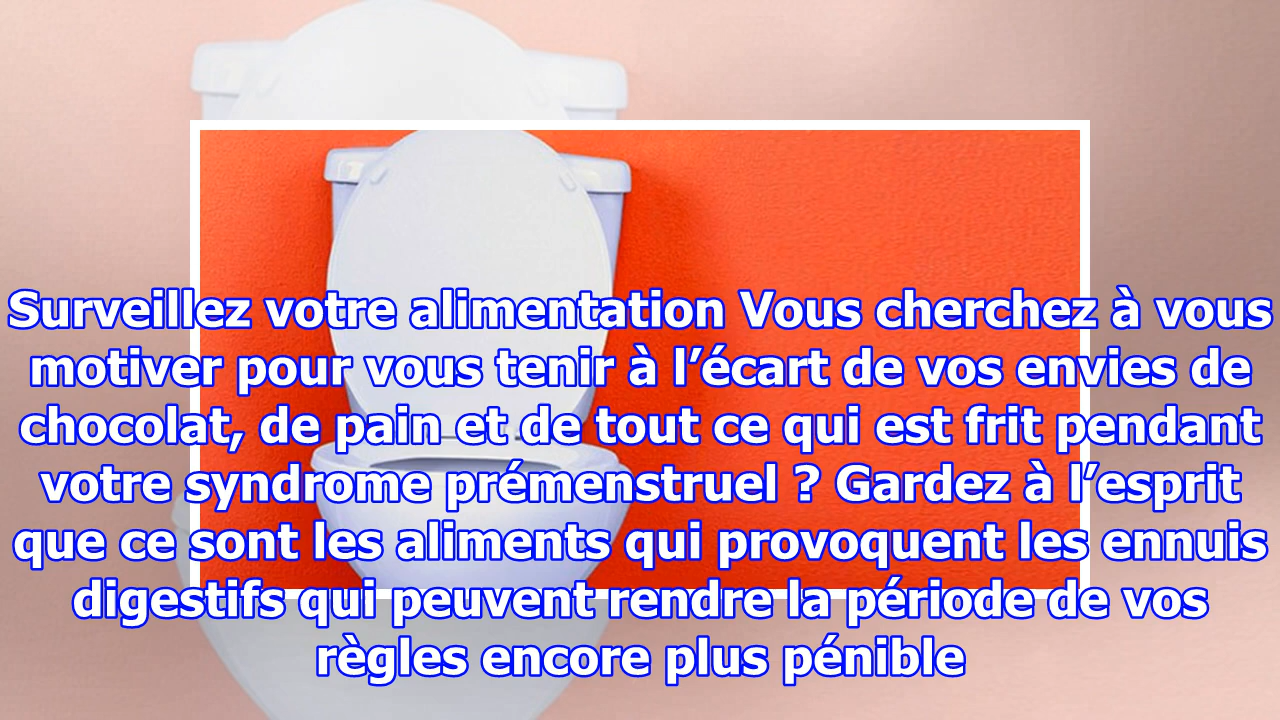 Surveillez votre alimentation Vous cherchez à vous
motiver pour vous tenir à l’écart de vos envies de
chocolat, de pain et de tout ce qui est frit pendant
votre syndrome prémenstruel ? Gardez à l’esprit
que ce sont les aliments qui provoquent les ennuis
digestifs qui peuvent rendre la période de vos
règles encore plus pénible